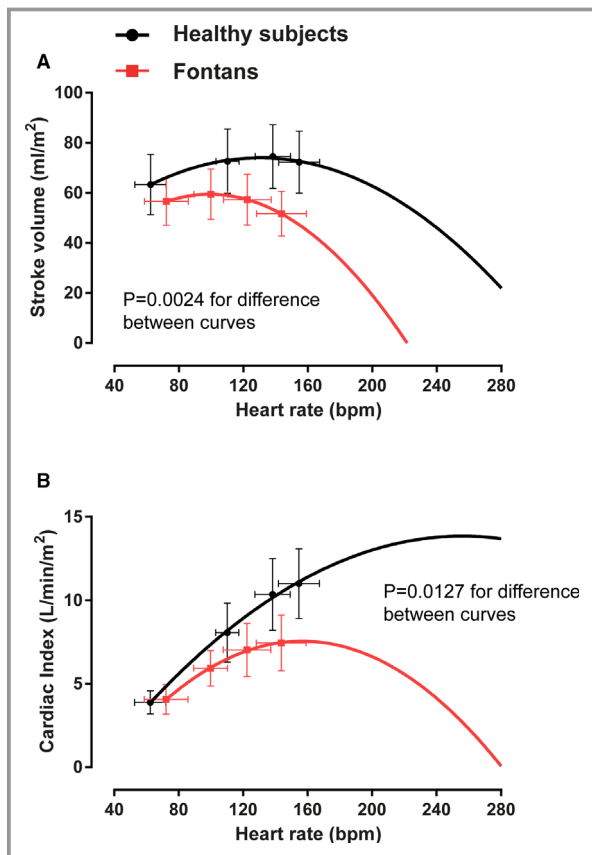 Healthy subjects
A
Fontans
100
80
60
40
20
0
Stroke volume (ml/m²)
P=0.0024 for difference
between curves
40 80 120 160 200 240 280
Heart rate (bpm)
B
15
10
5
0
Cardiac Index (L/min/m²)
P=0.0127 for difference
between curves
40 80 120 160 200 240 280
Heart rate (bpm)